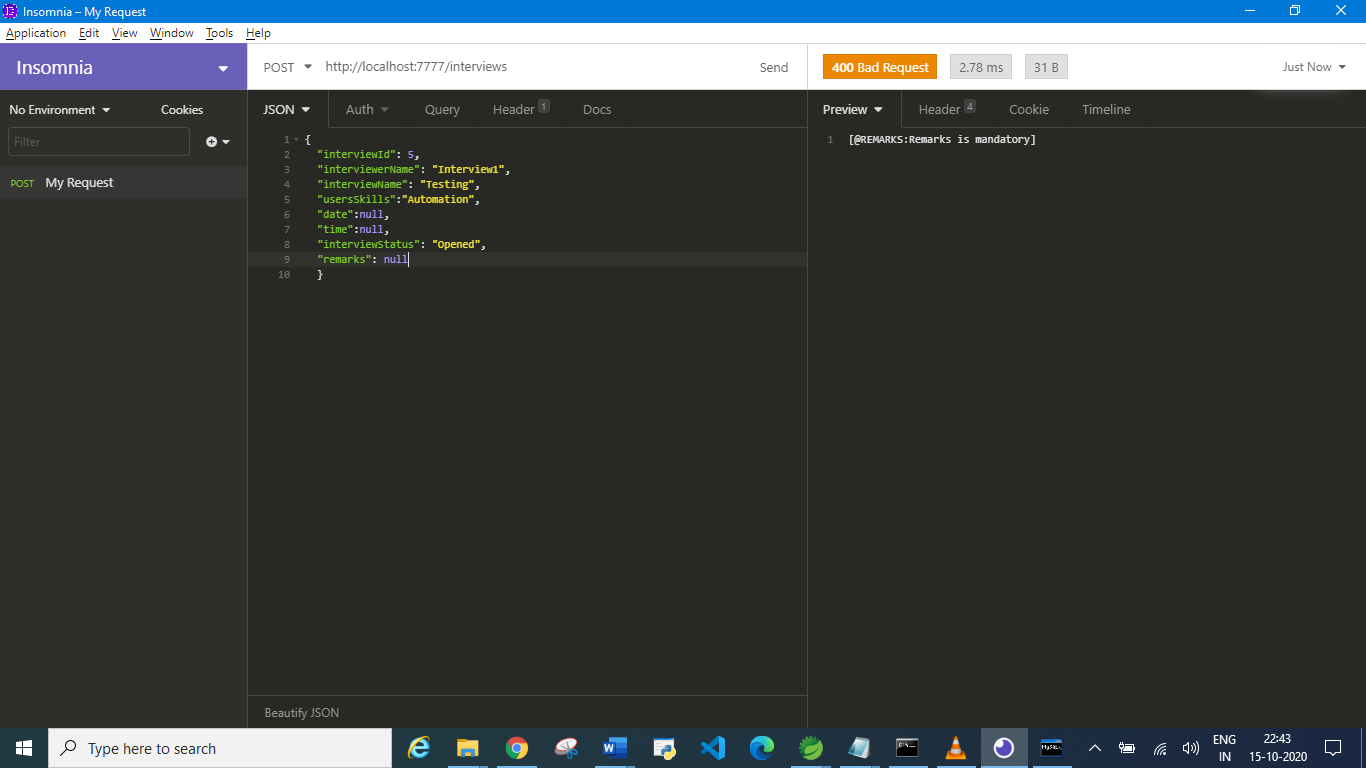 Insomnia – My Request
Application Edit View Window Tools Help
Insomnia
POST http://localhost:7777/interviews Send
400 Bad Request 2.78 ms 31 B Just Now
No Environment Cookies
JSON Auth Query Header 1 Docs
Preview Header 4 Cookie Timeline
Filter
POST My Request
1 {
2 "interviewId": 5,
3 "interviewerName": "Interview1",
4 "interviewName": "Testing",
5 "usersSkills":"Automation",
6 "date":null,
7 "time":null,
8 "interviewStatus": "Opened",
9 "remarks": null
10 }
1 [@REMARKS:Remarks is mandatory]
Beautify JSON
Type here to search
ENG
IN
22:43
15-10-2020